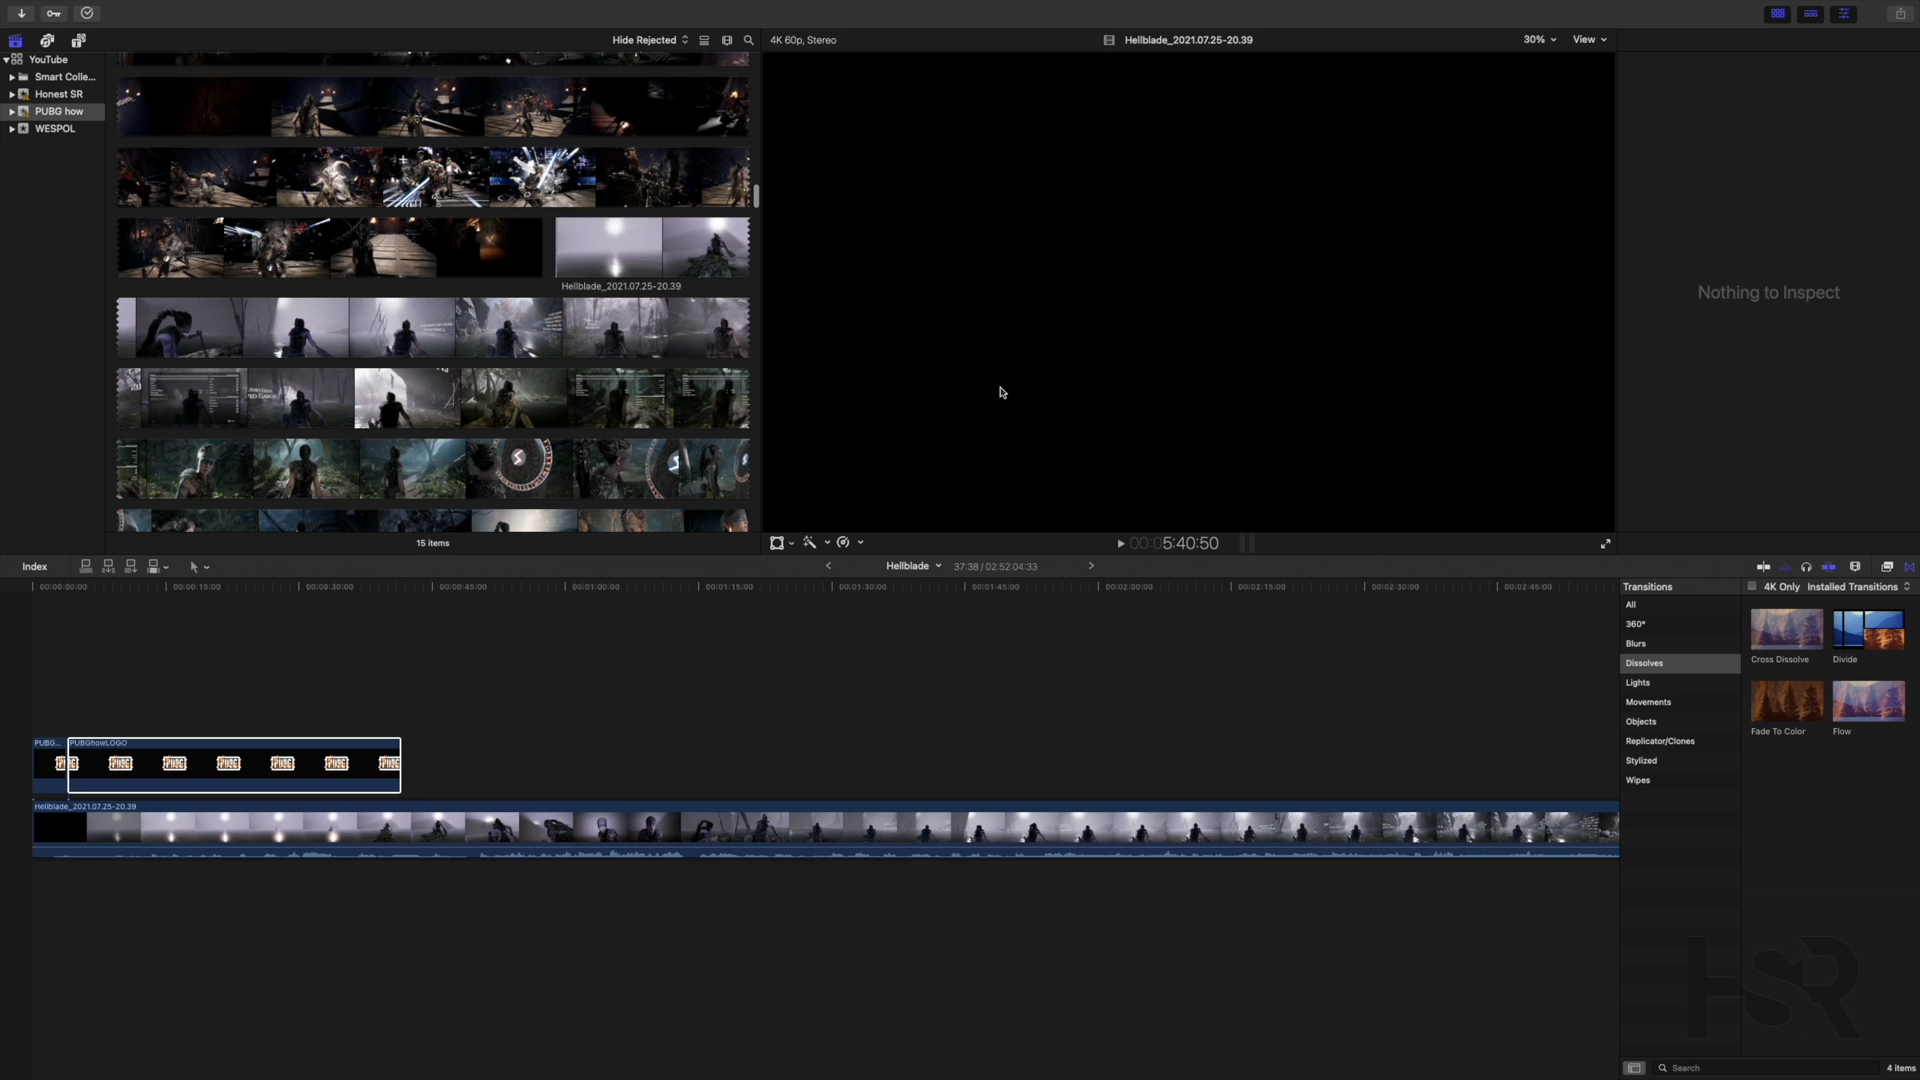 Hide Rejected
4K 60p, Stereo
Hellblade_2021.07.25-20.39
30%
View
YouTube
Smart Colle...
Honest SR
PUBG how
WESPOL
Hellblade_2021.07.25-20.39
Nothing to Inspect
15 items
00:05:40:50
Index
Hellblade
37:38 / 02:52:04:33
00:00:00:00
00:00:15:00
00:00:30:00
00:00:45:00
00:01:00:00
00:01:15:00
00:01:30:00
00:01:45:00
00:02:00:00
00:02:15:00
00:02:30:00
00:02:45:00
Transitions
4K Only
Installed Transitions
All
360°
Blurs
Dissolves
Lights
Movements
Objects
Replicator/Clones
Stylized
Wipes
Cross Dissolve
Divide
Fade To Color
Flow
PUBG...
PUBGhowLOGO
Hellblade_2021.07.25-20.39
HSR
Search
4 items